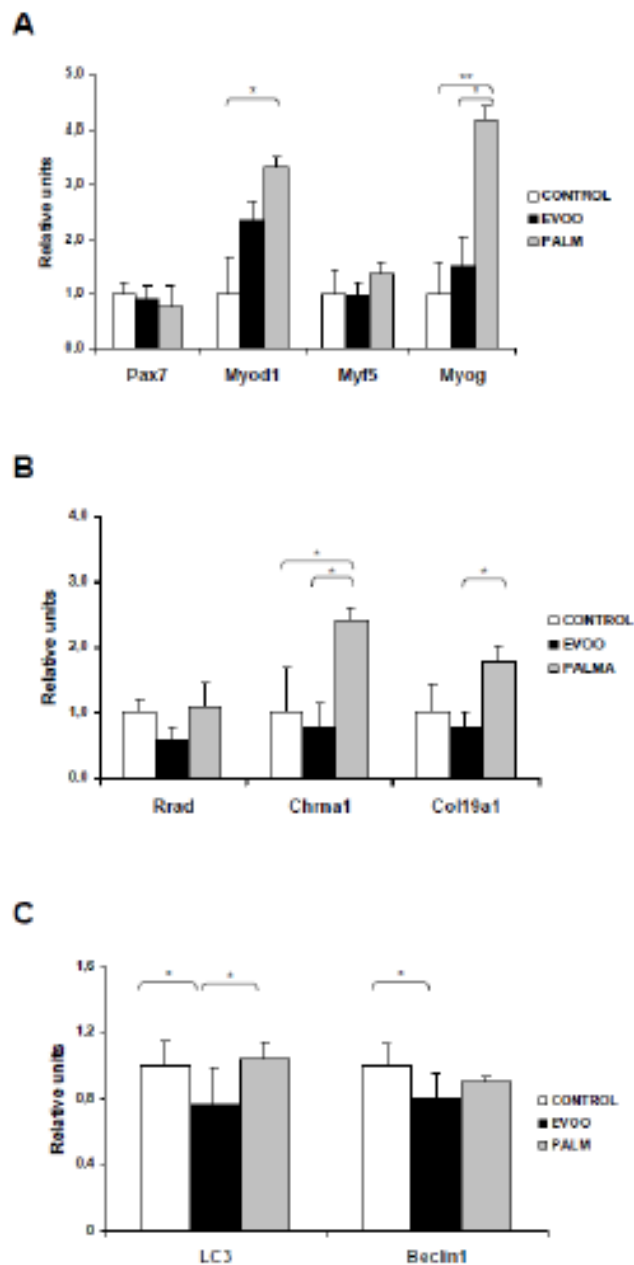 A
5,0
4,0
3,0
2,0
1,0
0,0
Relative units
* ** *
CONTROL
EVOO
PALM
Pax7 Myod1 Myf5 Myog
B
4,0
3,0
2,0
1,0
0,0
Relative units
* * *
CONTROL
EVOO
PALMA
Rrad Chrna1 Col19a1
C
1,6
1,2
0,8
0,4
0
Relative units
* * *
CONTROL
EVOO
PALM
LC3 Beclin1